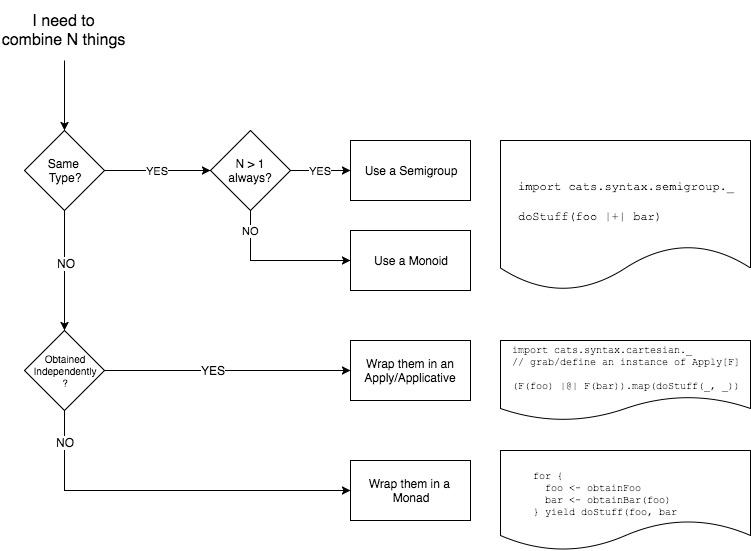 I need to
combine N things
Same
Type?
YES
N > 1
always?
YES
Use a Semigroup
import cats.syntax.semigroup._
doStuff(foo |+| bar)
NO
Use a Monoid
NO
Obtained
Independently
?
YES
Wrap them in an
Apply/Applicative
import cats.syntax.cartesian._
// grab/define an instance of Apply[F]
(F(foo) |@| F(bar)).map(doStuff(_, _))
NO
Wrap them in a
Monad
for {
foo <- obtainFoo
bar <- obtainBar(foo)
} yield doStuff(foo, bar